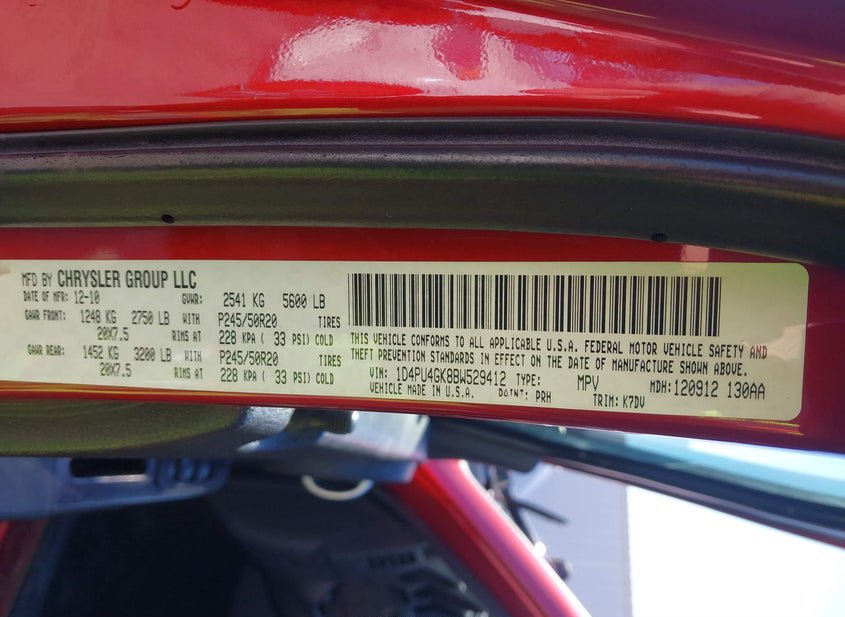 MFD BY CHRYSLER GROUP LLC
DATE OF MFR: 12-10 GVWR: 2541 KG 5600 LB
GAWR FRONT: 1248 KG 2750 LB WITH P245/50R20 TIRES
20X7.5 RIMS AT 228 KPA ( 33 PSI) COLD
GAWR REAR: 1452 KG 3200 LB WITH P245/50R20 TIRES
20X7.5 RIMS AT 228 KPA ( 33 PSI) COLD
THIS VEHICLE CONFORMS TO ALL APPLICABLE U.S.A. FEDERAL MOTOR VEHICLE SAFETY AND
THEFT PREVENTION STANDARDS IN EFFECT ON THE DATE OF MANUFACTURE SHOWN ABOVE.
VIN: 1D4PU4GK8BW529412 TYPE: MPV MDH: 120912 130AA
VEHICLE MADE IN U.S.A. PRH TRIM: K7DV